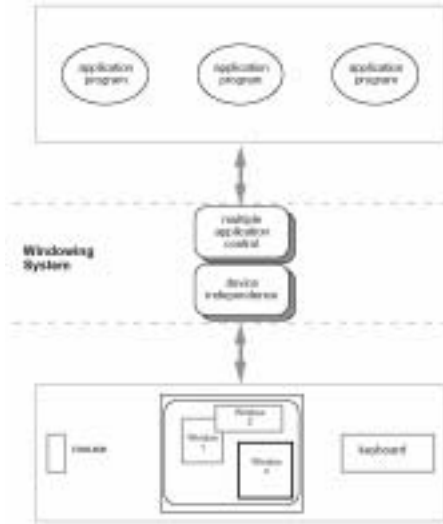 application
program
application
program
application
program
multiple
application
control
Windowing
System
device
independence
Window
2
Window
1
Window
mouse
keyboard